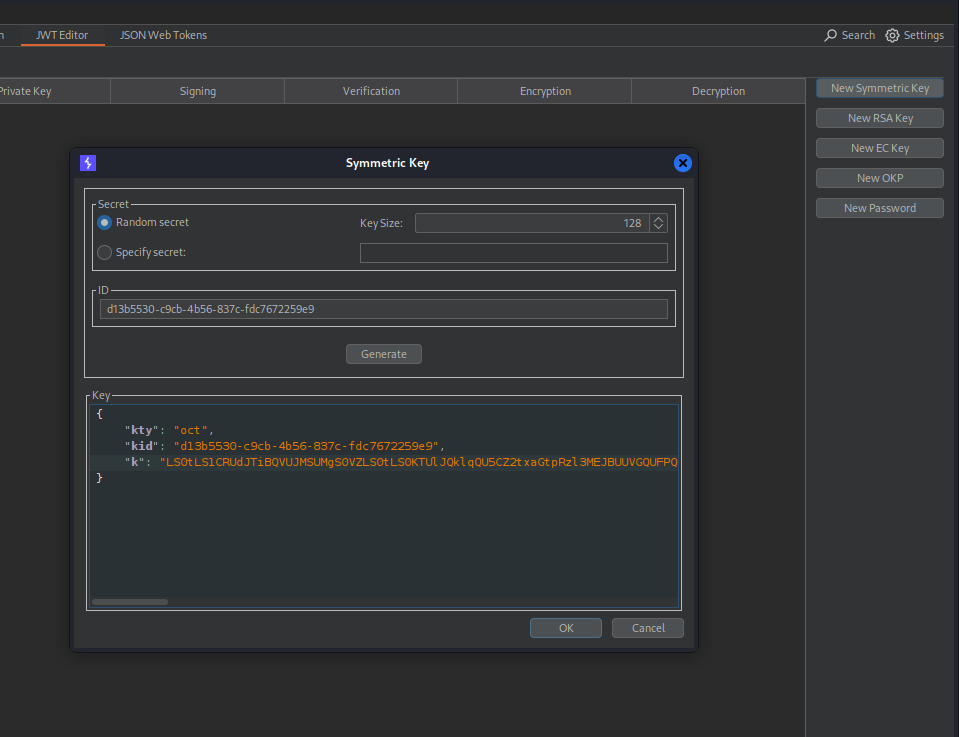 JWT Editor JSON Web Tokens Search Settings
Private Key Signing Verification Encryption Decryption
New Symmetric Key
New RSA Key
New EC Key
New OKP
New Password
Symmetric Key
Secret
Random secret Key Size: 128
Specify secret:
ID
d13b5530-c9cb-4b56-837c-fdc7672259e9
Generate
Key
{
"kty": "oct",
"kid": "d13b5530-c9cb-4b56-837c-fdc7672259e9",
"k":
}
OK Cancel